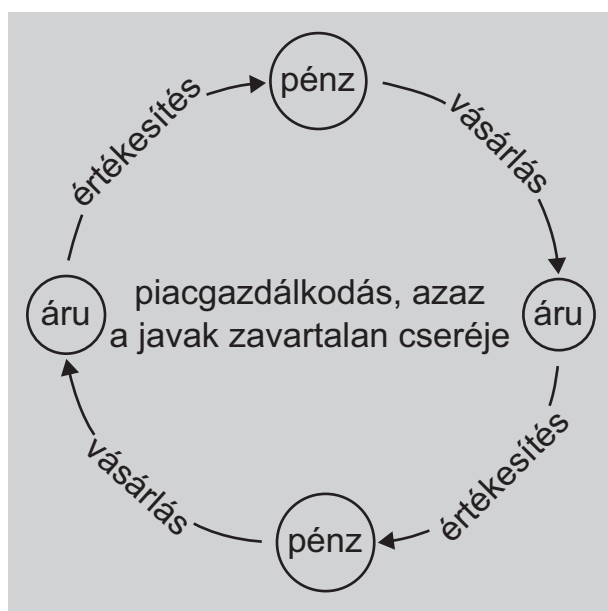 pénz
értékesítés
vásárlás
áru
piacgazdálkodás, azaz
a javak zavartalan cseréje
áru
vásárlás
értékesítés
pénz